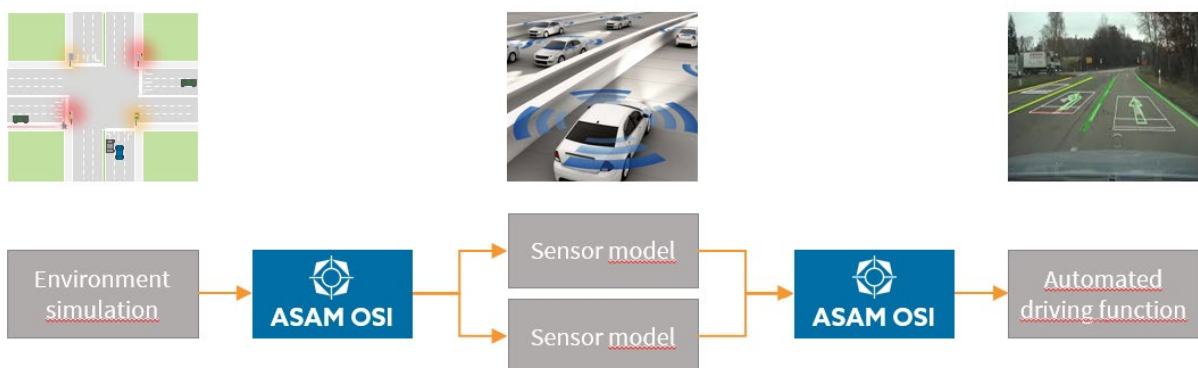 Environment
simulation
ASAM OSI
Sensor model
Sensor model
ASAM OSI
Automated
driving function